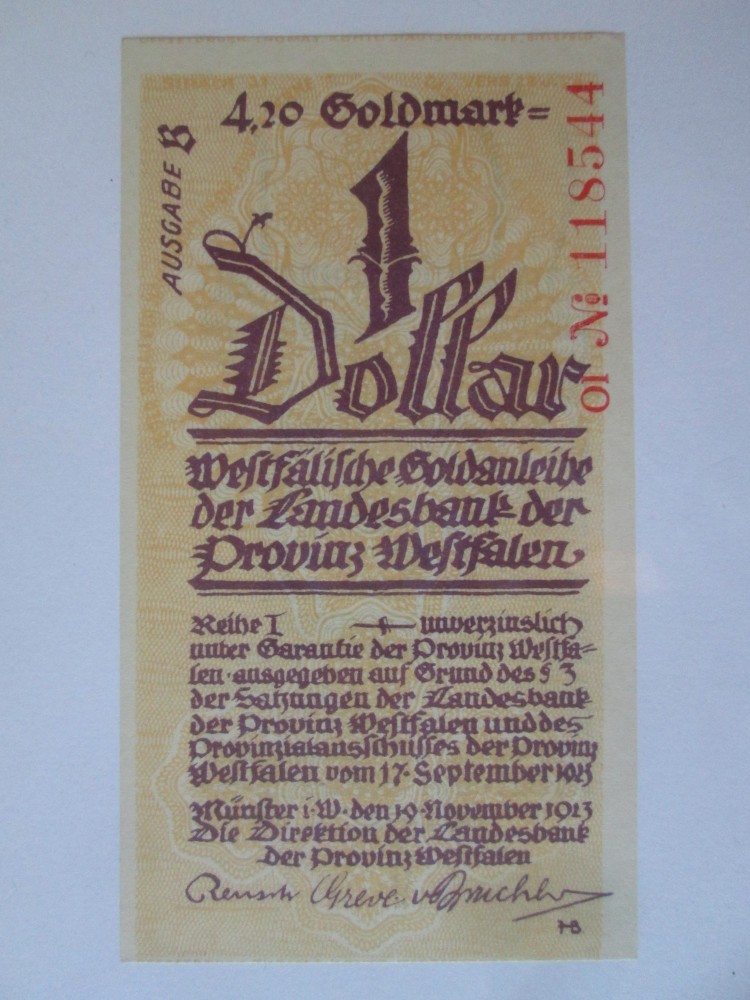 4,20 Goldmark=
AUSGABE B
01 № 118544
1
Dollar
Westfälische Goldanleihe
der Landesbank der
Provinz Westfalen
Reihe I unverzinslich
unter Garantie der Provinz Westfa=
len ausgegeben auf Grund des § 3
der Satzungen der Landesbank
der Provinz Westfalen und des
Provinzialausschusses der Provinz
Westfalen vom 17. September 1923
Münster i. W. den 19. November 1923
Die Direktion der Landesbank
der Provinz Westfalen